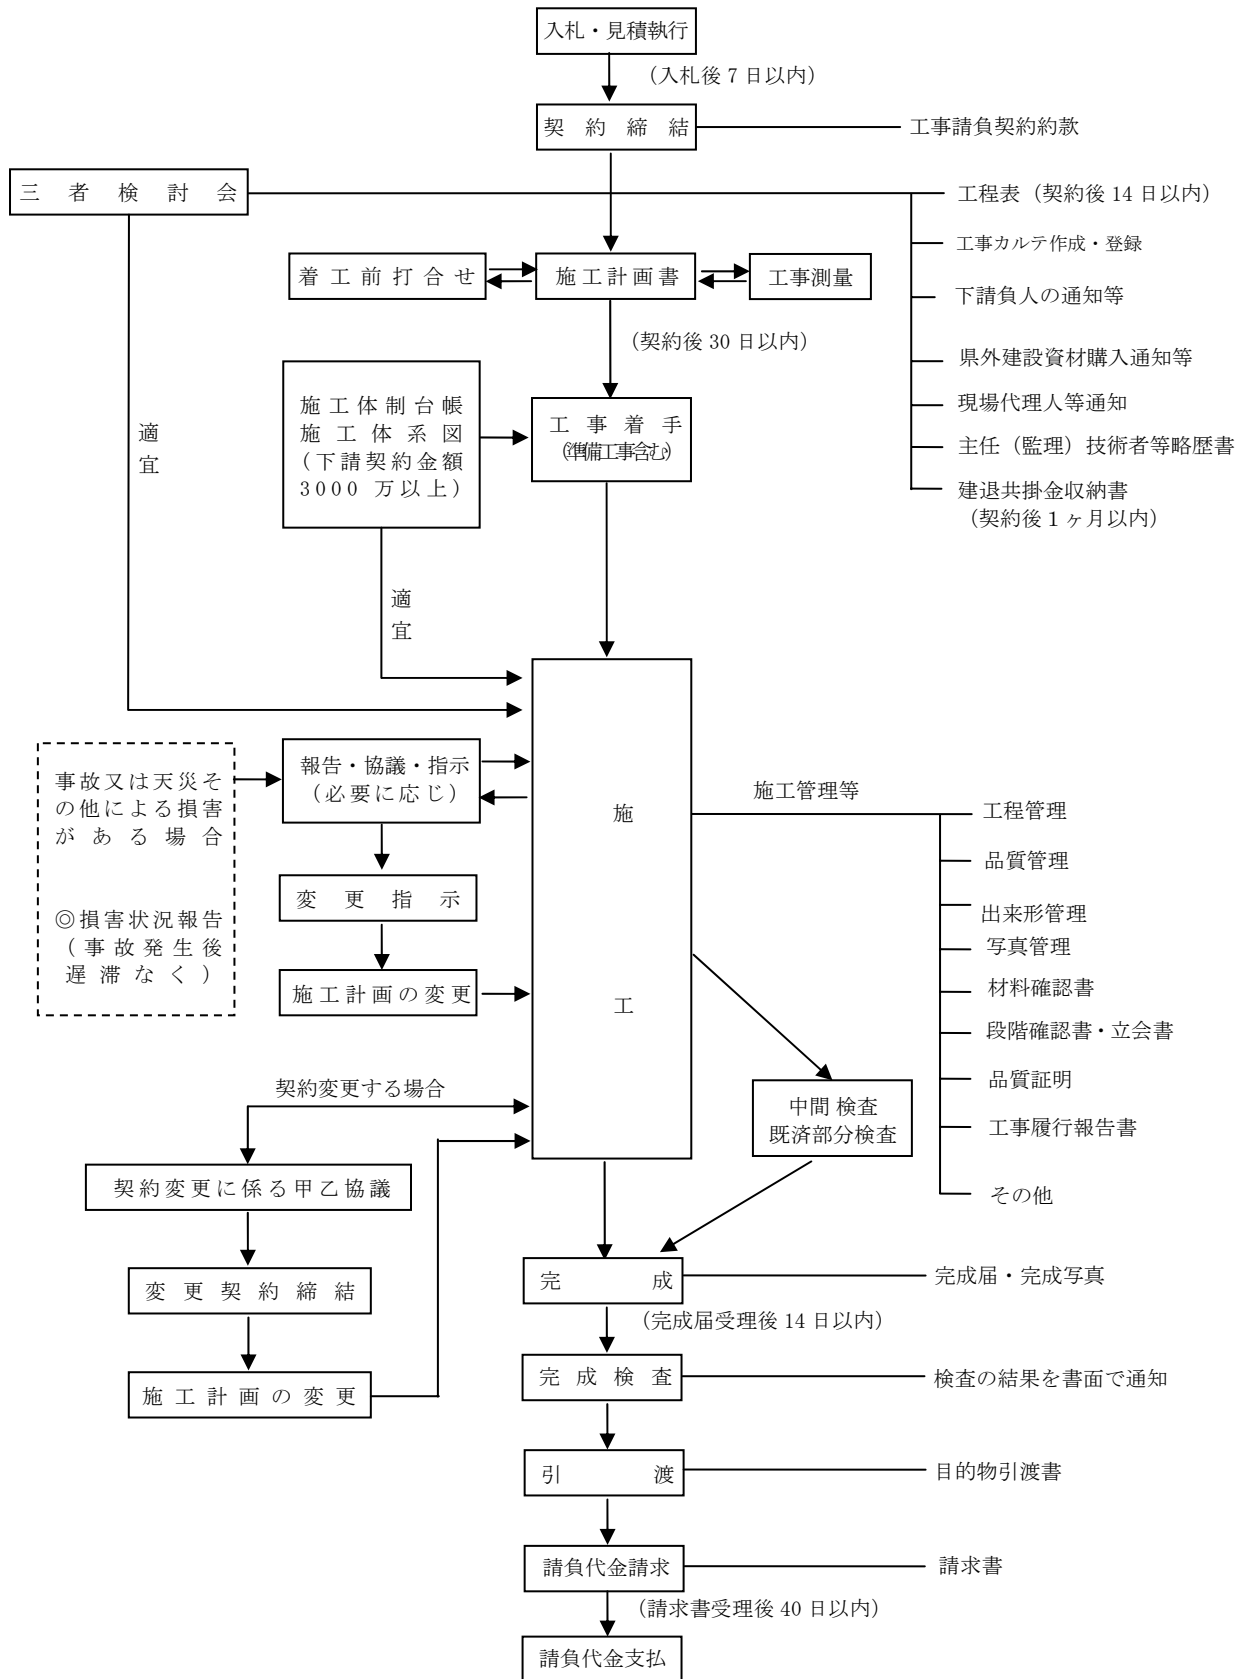 入札・見積執行
（入札後 7 日以内）
契約締結
工事請負契約約款
三者検討会
工程表（契約後 14 日以内）
工事カルテ作成・登録
着工前打合せ
施工計画書
工事測量
下請負人の通知等
（契約後 30 日以内）
県外建設資材購入通知等
施工体制台帳
施工体系図
（下請契約金額
3000 万以上）
工事着手
（準備工事含む）
現場代理人等通知
適宜
主任（監理）技術者等略歴書
建退共掛金収納書
（契約後 1 ヶ月以内）
適宜
事故又は天災そ
の他による損害
がある場合
◎損害状況報告
（事故発生後
遅滞なく）
報告・協議・指示
（必要に応じ）
変更指示
施工計画の変更
施工
施工管理等
工程管理
品質管理
出来形管理
写真管理
材料確認書
段階確認書・立会書
品質証明
工事履行報告書
その他
中間 検査
既済部分検査
契約変更する場合
契約変更に係る甲乙協議
変更契約締結
施工計画の変更
完成
完成届・完成写真
（完成届受理後 14 日以内）
完成検査
検査の結果を書面で通知
引渡
目的物引渡書
請負代金請求
請求書
（請求書受理後 40 日以内）
請負代金支払